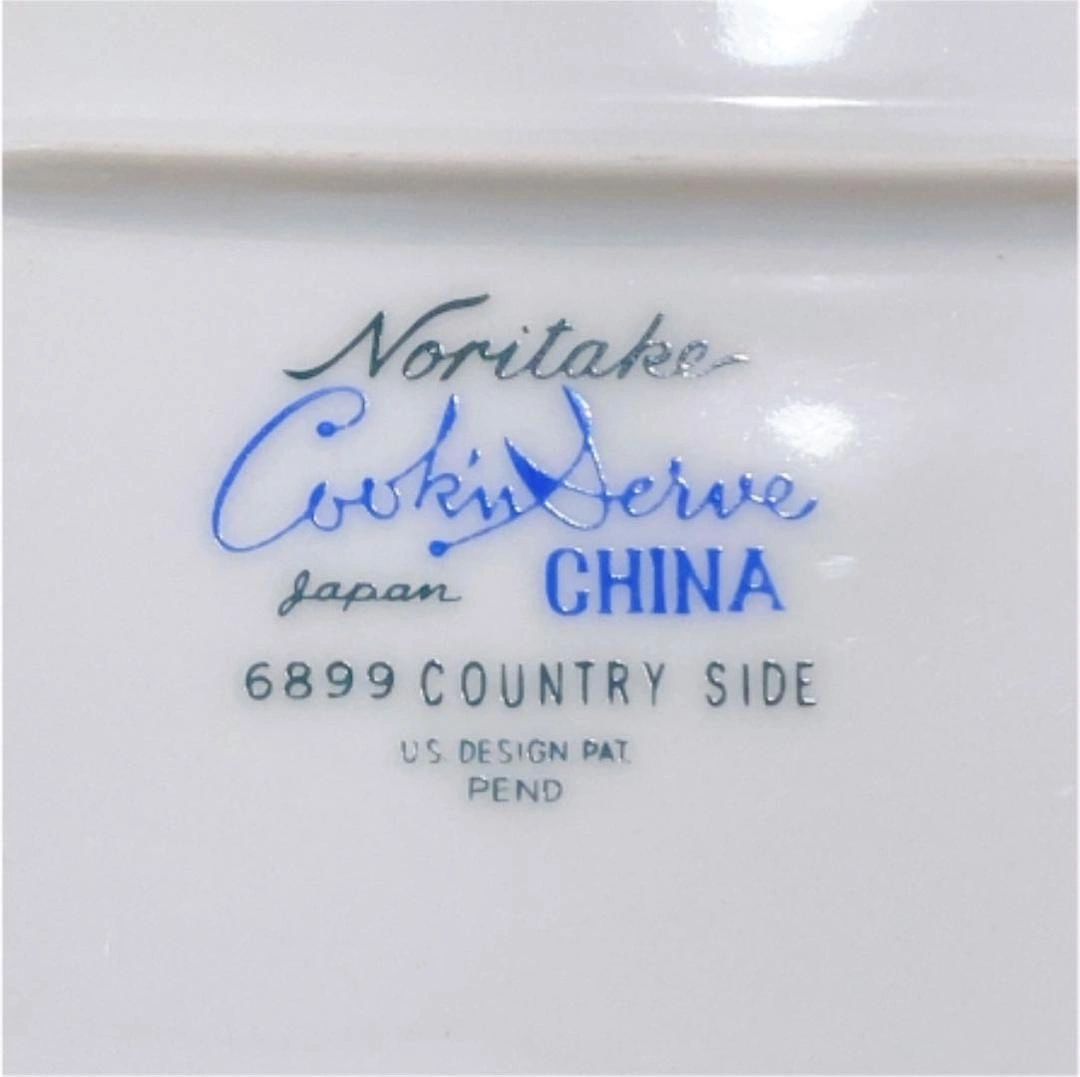 Noritake
Cook'n Serve
Japan CHINA
6899 COUNTRY SIDE
U.S. DESIGN PAT.
PEND